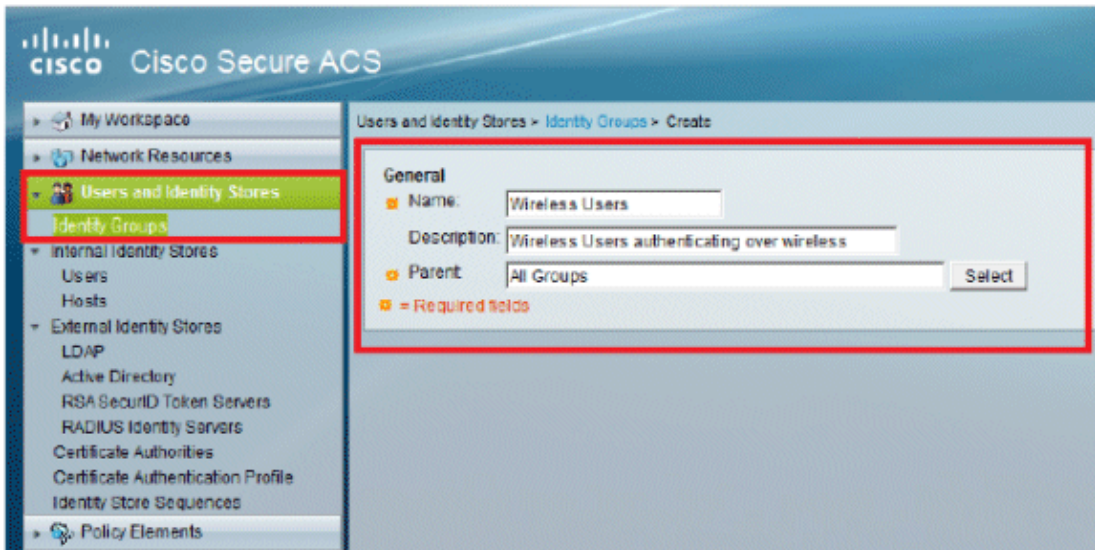 CISCO Cisco Secure ACS
My Workspace
Network Resources
Users and Identity Stores
Identity Groups
Internal Identity Stores
Users
Hosts
External Identity Stores
LDAP
Active Directory
RSA SecurID Token Servers
RADIUS Identity Servers
Certificate Authorities
Certificate Authentication Profile
Identity Store Sequences
Policy Elements
Users and Identity Stores > Identity Groups > Create
General
Name: Wireless Users
Description: Wireless Users authenticating over wireless
Parent: All Groups Select
= Required fields